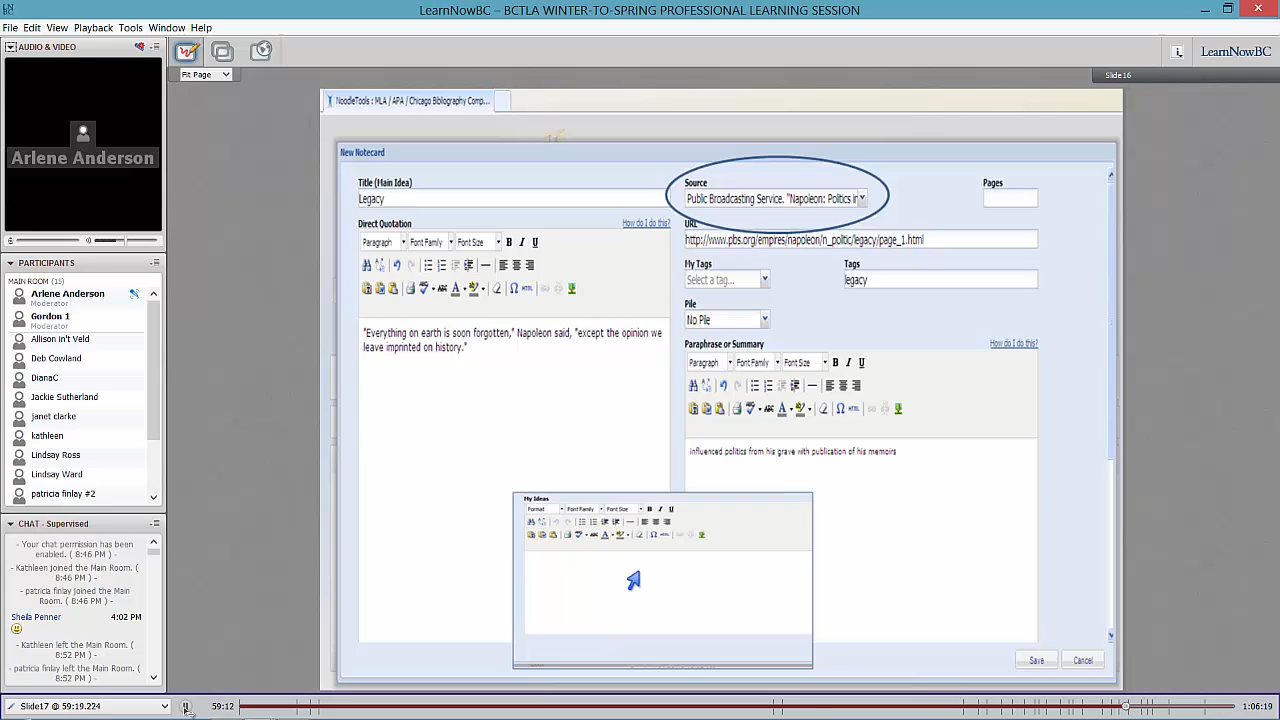 LearnNowBC – BCTLA WINTER-TO-SPRING PROFESSIONAL LEARNING SESSION
File Edit View Playback Tools Window Help
AUDIO & VIDEO
LearnNowBC
Fit Page
Slide16
Arlene Anderson
PARTICIPANTS
MAIN ROOM (15)
Arlene Anderson
Moderator
Gordon 1
Moderator
Allison in't Veld
Deb Cowland
DianaC
Jackie Sutherland
janet clarke
kathleen
Lindsay Ross
Lindsay Ward
patricia finlay #2
CHAT - Supervised
- Your chat permission has been
enabled. ( 8:46 PM ) -
- Kathleen joined the Main Room. (
8:46 PM ) -
- patricia finlay joined the Main
Room. ( 8:46 PM ) -
Sheila Penner 4:02 PM
- Kathleen left the Main Room. (
8:52 PM ) -
- patricia finlay left the Main Room. (
8:52 PM ) -
NoodleTools : MLA / APA / Chicago Bibliography Comp...
New Notecard
Title (Main Idea)
Legacy
Direct Quotation How do I do this?
Paragraph Font Family Font Size B I U
ABC A Ω HTML
"Everything on earth is soon forgotten," Napoleon said, "except the opinion we
leave imprinted on history."
Source
Public Broadcasting Service. "Napoleon: Politics in
Pages
URL
http://www.pbs.org/empires/napoleon/n_politic/legacy/page_1.html
My Tags
Select a tag...
Tags
legacy
Pile
No Pile
Paraphrase or Summary How do I do this?
Paragraph Font Family Font Size B I U
ABC A Ω HTML
influenced politics from his grave with publication of his memoirs
My Ideas
Format Font Family Font Size B I U
ABC A Ω HTML
Save Cancel
Slide17 @ 59:19.224
59:12
1:06:19